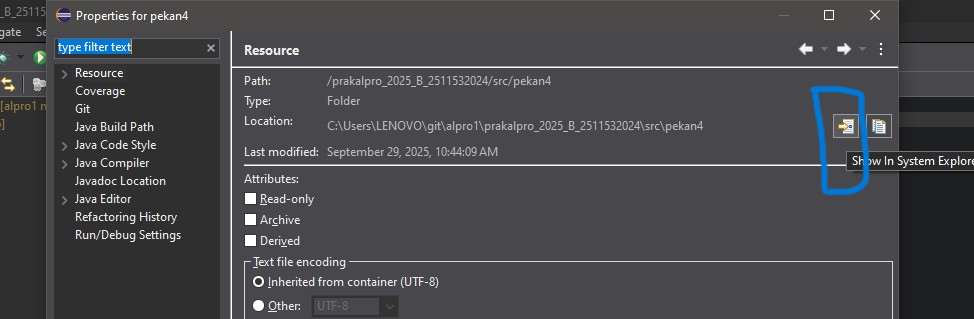 Properties for pekan4
_B_2511
gate Se
type filter text
Resource
Coverage
Git
Java Build Path
Java Code Style
Java Compiler
Javadoc Location
Java Editor
Refactoring History
Run/Debug Settings
[alpro1 n
Resource
Path: /prakalpro_2025_B_2511532024/src/pekan4
Type: Folder
Location: C:\Users\LENOVO\git\alpro1\prakalpro_2025_B_2511532024\src\pekan4
Show In System Explore
Last modified: September 29, 2025, 10:44:09 AM
Attributes:
Read-only
Archive
Derived
Text file encoding
Inherited from container (UTF-8)
Other: UTF-8